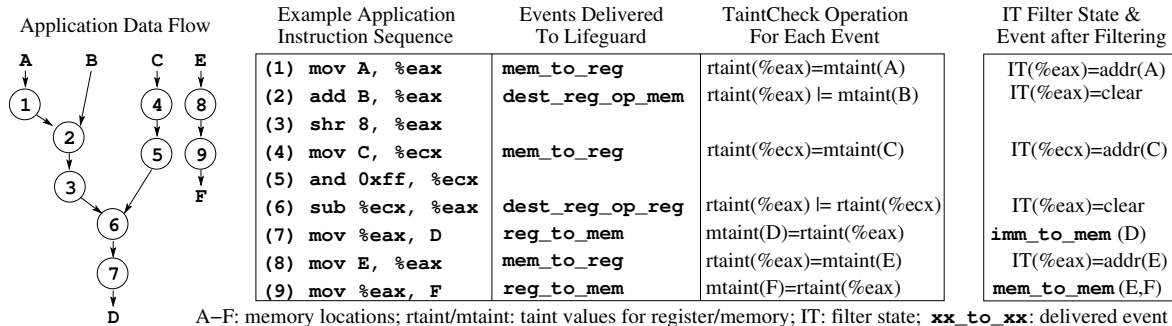 Application Data Flow
A B C E
1 4 8
2
5 9
3 F
6
7
D
Example Application Instruction Sequence
Events Delivered To Lifeguard
TaintCheck Operation For Each Event
IT Filter State & Event after Filtering
(1) mov A, %eax mem_to_reg rtaint(%eax)=mtaint(A) IT(%eax)=addr(A)
(2) add B, %eax dest_reg_op_mem rtaint(%eax) |= mtaint(B) IT(%eax)=clear
(3) shr 8, %eax
(4) mov C, %ecx mem_to_reg rtaint(%ecx)=mtaint(C) IT(%ecx)=addr(C)
(5) and 0xff, %ecx
(6) sub %ecx, %eax dest_reg_op_reg rtaint(%eax) |= rtaint(%ecx) IT(%eax)=clear
(7) mov %eax, D reg_to_mem mtaint(D)=rtaint(%eax) imm_to_mem (D)
(8) mov E, %eax mem_to_reg rtaint(%eax)=mtaint(E) IT(%eax)=addr(E)
(9) mov %eax, F reg_to_mem mtaint(F)=rtaint(%eax) mem_to_mem (E,F)
A−F: memory locations; rtaint/mtaint: taint values for register/memory; IT: filter state; xx_to_xx: delivered event